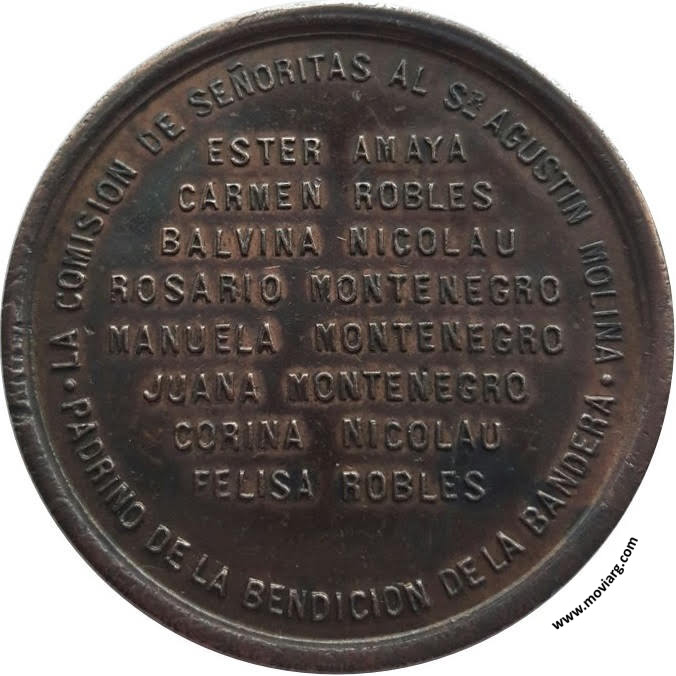 LA COMISION DE SEÑORITAS AL Sʳ AGUSTIN MOLINA
ESTER AMAYA
CARMEN ROBLES
BALVINA NICOLAU
ROSARIO MONTENEGRO
MANUELA MONTENEGRO
JUANA MONTENEGRO
CORINA NICOLAU
FELISA ROBLES
· PADRINO DE LA BENDICION DE LA BANDERA ·
www.moviarg.com